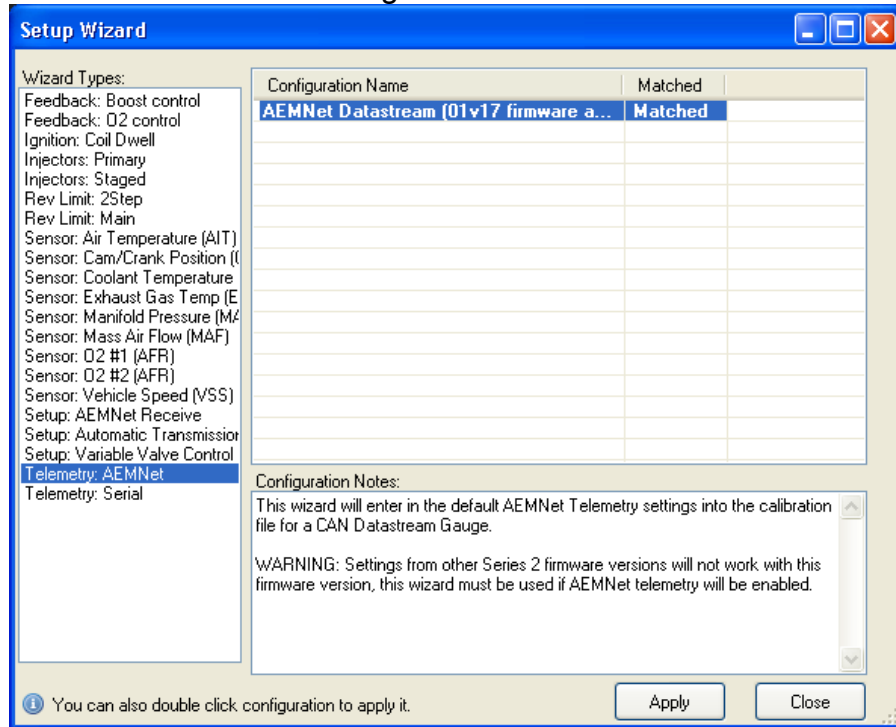 Setup Wizard
Wizard Types:
Feedback: Boost control
Feedback: O2 control
Ignition: Coil Dwell
Injectors: Primary
Injectors: Staged
Rev Limit: 2Step
Rev Limit: Main
Sensor: Air Temperature (AIT)
Sensor: Cam/Crank Position (
Sensor: Coolant Temperature
Sensor: Exhaust Gas Temp (E
Sensor: Manifold Pressure (MA
Sensor: Mass Air Flow (MAF)
Sensor: O2 #1 (AFR)
Sensor: O2 #2 (AFR)
Sensor: Vehicle Speed (VSS)
Setup: AEMNet Receive
Setup: Automatic Transmission
Setup: Variable Valve Control
Telemetry: AEMNet
Telemetry: Serial
Configuration Name Matched
AEMNet Datastream (01v17 firmware a... Matched
Configuration Notes:
This wizard will enter in the default AEMNet Telemetry settings into the calibration
file for a CAN Datastream Gauge.
WARNING: Settings from other Series 2 firmware versions will not work with this
firmware version, this wizard must be used if AEMNet telemetry will be enabled.
You can also double click configuration to apply it.
Apply Close